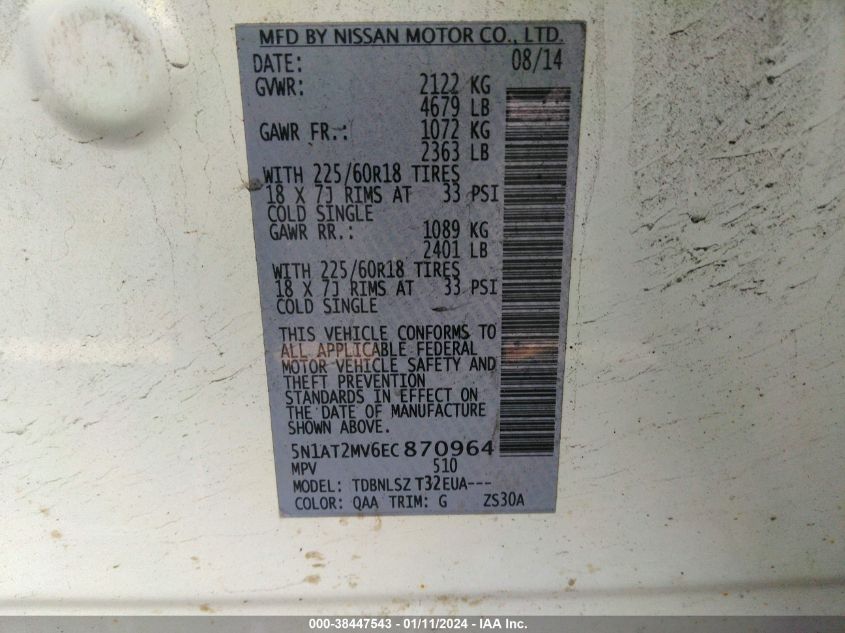 MFD BY NISSAN MOTOR CO., LTD.
DATE: 08/14
GVWR: 2122 KG
4679 LB
GAWR FR.: 1072 KG
2363 LB
WITH 225/60R18 TIRES
18 X 7J RIMS AT 33 PSI
COLD SINGLE
GAWR RR.: 1089 KG
2401 LB
WITH 225/60R18 TIRES
18 X 7J RIMS AT 33 PSI
COLD SINGLE
THIS VEHICLE CONFORMS TO
ALL APPLICABLE FEDERAL
MOTOR VEHICLE SAFETY AND
THEFT PREVENTION
STANDARDS IN EFFECT ON
THE DATE OF MANUFACTURE
SHOWN ABOVE.
5N1AT2MV6EC870964
MPV 510
MODEL: TDBNLSZ T32EUA---
COLOR: QAA TRIM: G ZS30A
000-38447543 - 01/11/2024 - IAA Inc.